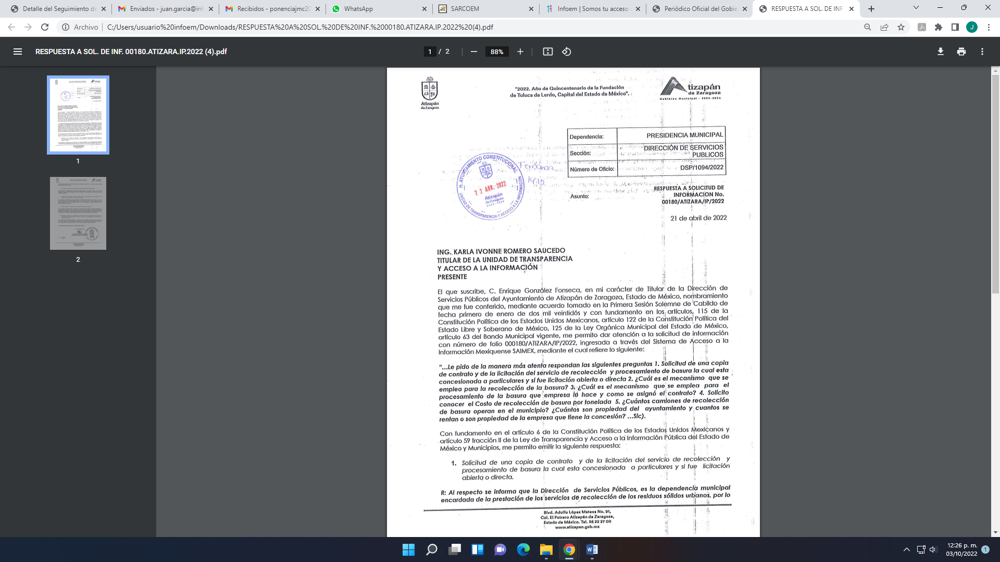 Detalle del Seguimiento de
Enviados - juan.garcia@inf
Recibidos - ponenciajmc20
WhatsApp
SARCOEM
Infoem | Somos tu acceso
Periódico Oficial del Gobie
RESPUESTA A SOL. DE INF.
Archivo
C:/Users/usuario%20infoem/Downloads/RESPUESTA%20A%20SOL.%20DE%20INF.%2000180.ATIZARA.IP.2022%20(4).pdf
J
RESPUESTA A SOL. DE INF. 00180.ATIZARA.IP.2022 (4).pdf
1 / 2
88%
1
2
Atizapán
de Zaragoza
"2022. Año de Quincentenario de la Fundación
de Toluca de Lerdo, Capital del Estado de México".
tizapán
de Zaragoza
Gobierno Municipal - 2022-2024
Dependencia: PRESIDENCIA MUNICIPAL
Sección: DIRECCIÓN DE SERVICIOS
PUBLICOS
Número de Oficio: DSP/1094/2022
H. AYUNTAMIENTO CONSTITUCIONAL
22 ABR. 2022
Atizapán
de Zaragoza
2022-2024
UNIDAD DE TRANSPARENCIA Y ACCESO A LA INFORMACIÓN
14:15
Asunto:
RESPUESTA A SOLICITUD DE
INFORMACION No.
00180/ATIZARA/IP/2022
21 de abril de 2022
ING. KARLA IVONNE ROMERO SAUCEDO
TITULAR DE LA UNIDAD DE TRANSPARENCIA
Y ACCESO A LA INFORMACIÓN
PRESENTE
El que suscribe, C. Enrique González Fonseca, en mi carácter de Titular de la Dirección de
Servicios Públicos del Ayuntamiento de Atizapán de Zaragoza, Estado de México, nombramiento
que me fue conferido, mediante acuerdo tomado en la Primera Sesión Solemne de Cabildo de
fecha primero de enero de dos mil veintidós y con fundamento en los artículos, 115 de la
Constitución Política de los Estados Unidos Mexicanos, artículo 122 de la Constitución Política del
Estado Libre y Soberano de México, 125 de la Ley Orgánica Municipal del Estado de México,
artículo 63 del Bando Municipal vigente, me permito dar atención a la solicitud de información
con número de folio 000180/ATIZARA/IP/2022, ingresada a través del Sistema de Acceso a la
Información Mexiquense SAIMEX, mediante el cual refiere lo siguiente:
"...Le pido de la manera más atenta respondan las siguientes preguntas 1. Solicitud de una copia
de contrato y de la licitación del servicio de recolección y procesamiento de basura la cual esta
concesionada a particulares y si fue licitación abierta o directa 2. ¿Cuál es el mecanismo que se
emplea para la recolección de la basura? 3. ¿Cuál es el mecanismo que se emplea para el
procesamiento de la basura que empresa lo hace y como se asignó el contrato? 4. Solicito
conocer el Costo de recolección de basura por tonelada 5. ¿Cuántos camiones de recolección
de basura operan en el municipio? ¿Cuántos son propiedad del ayuntamiento y cuantos se
rentan o son propiedad de la empresa que tiene la concesión? ...Sic).
Con fundamento en el artículo 6 de la Constitución Política de los Estados Unidos Mexicanos y
artículo 59 fracción II de la Ley de Transparencia y Acceso a la Información Pública del Estado de
México y Municipios, me permito emitir la siguiente respuesta:
1. Solicitud de una copia de contrato y de la licitación del servicio de recolección y
procesamiento de basura la cual esta concesionada a particulares y si fue licitación
abierta o directa.
R: Al respecto se informa que la Dirección de Servicios Públicos, es la dependencia municipal
encardada de la prestación de los servicios de recolección de los residuos sólidos urbanos, por lo
Blvd. Adolfo López Mateos No. 91,
Col. El Potrero Atizapán de Zaragoza,
Estado de México. Tel. 36 22 27 00
www.atizapan.gob.mx
12:26 p. m.
03/10/2022
1